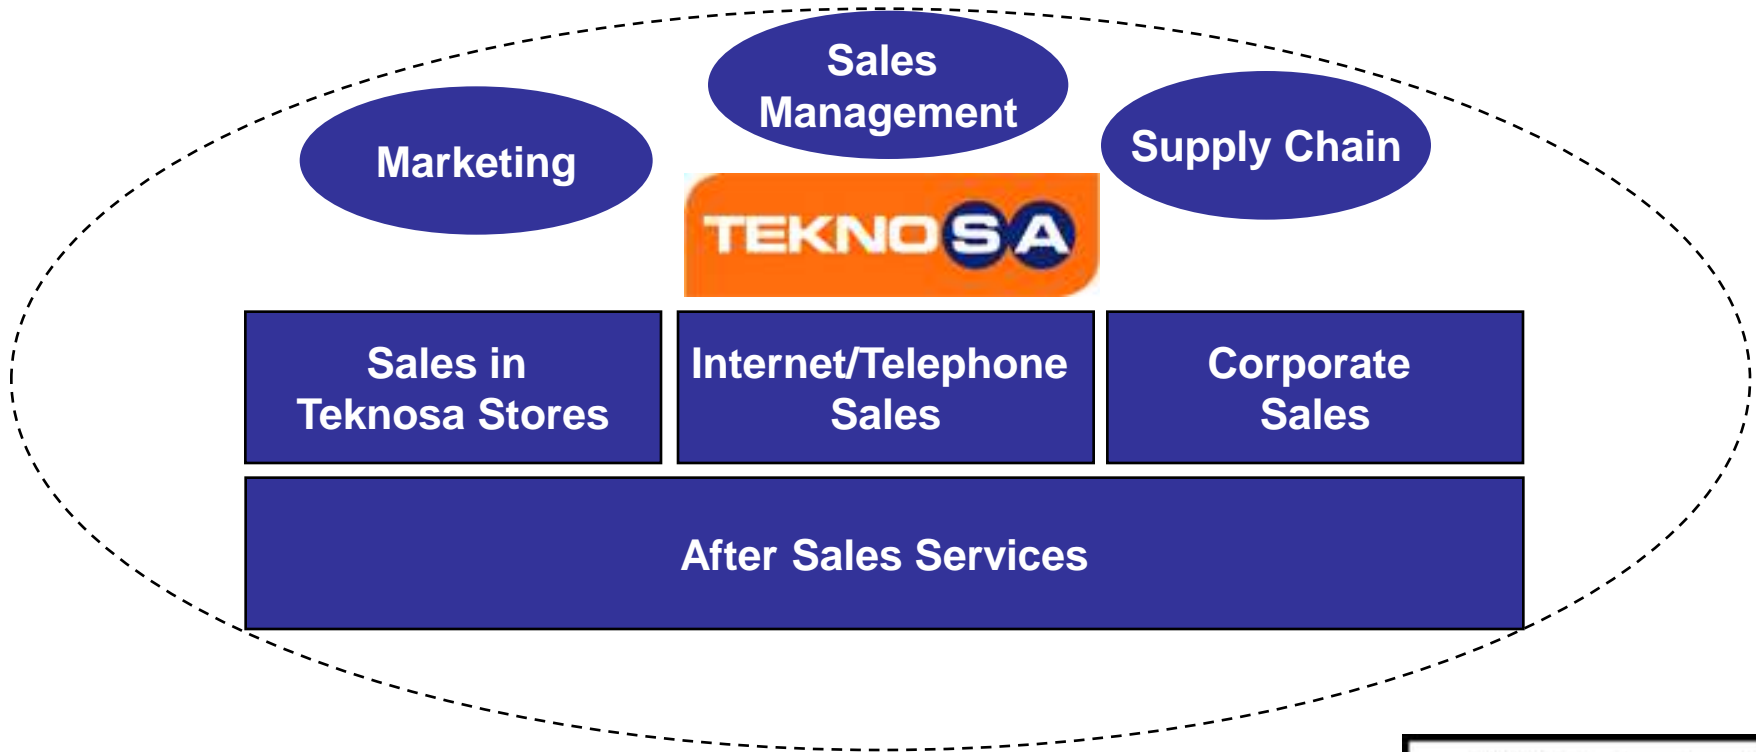 Sales
Management
Marketing
Supply Chain
TEKNOSA
Sales in
Teknosa Stores
Internet/Telephone
Sales
Corporate
Sales
After Sales Services